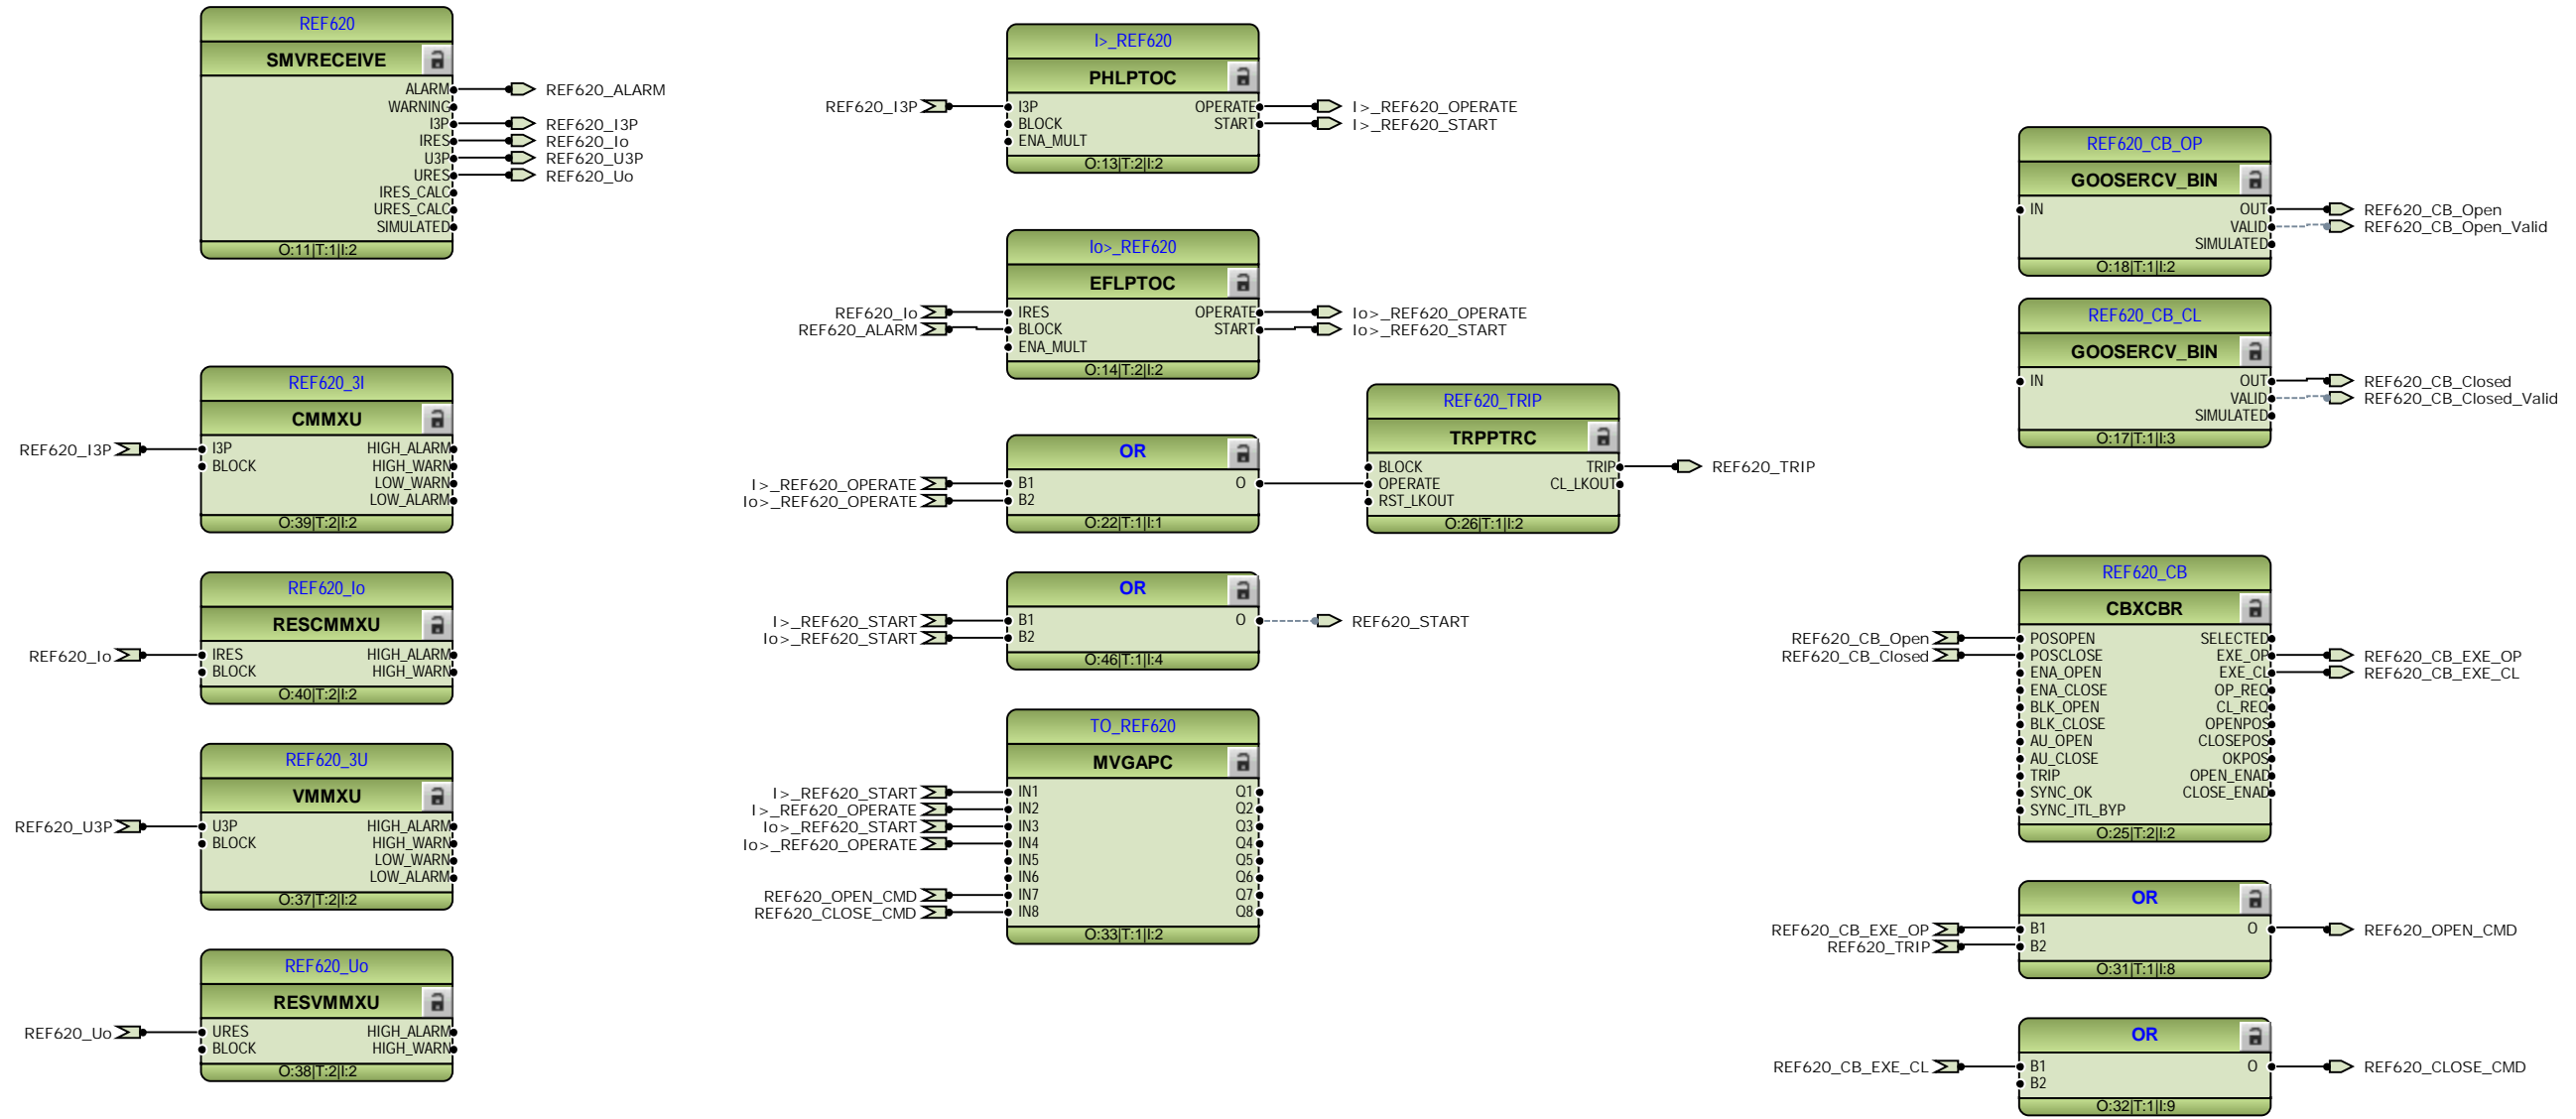 REF620
SMVRECEIVE
ALARM
WARNING
I3P
IRES
U3P
URES
IRES_CALC
URES_CALC
SIMULATED
O:11|T:1|I:2
REF620_ALARM
REF620_I3P
REF620_Io
REF620_U3P
REF620_Uo
REF620_3I
CMMXU
REF620_I3P
I3P HIGH_ALARM
BLOCK HIGH_WARN
LOW_WARN
LOW_ALARM
O:39|T:2|I:2
REF620_Io
RESCMMXU
REF620_Io
IRES HIGH_ALARM
BLOCK HIGH_WARN
O:40|T:2|I:2
REF620_3U
VMMXU
REF620_U3P
U3P HIGH_ALARM
BLOCK HIGH_WARN
LOW_WARN
LOW_ALARM
O:37|T:2|I:2
REF620_Uo
RESVMMXU
REF620_Uo
URES HIGH_ALARM
BLOCK HIGH_WARN
O:38|T:2|I:2
I>_REF620
PHLPTOC
REF620_I3P
I3P OPERATE
BLOCK START
ENA_MULT
O:13|T:2|I:2
I>_REF620_OPERATE
I>_REF620_START
Io>_REF620
EFLPTOC
REF620_Io
REF620_ALARM
IRES OPERATE
BLOCK START
ENA_MULT
O:14|T:2|I:2
Io>_REF620_OPERATE
Io>_REF620_START
OR
I>_REF620_OPERATE
Io>_REF620_OPERATE
B1 O
B2
O:22|T:1|I:1
REF620_TRIP
TRPPTRC
BLOCK TRIP
OPERATE CL_LKOUT
RST_LKOUT
O:26|T:1|I:2
REF620_TRIP
OR
I>_REF620_START
Io>_REF620_START
B1 O
B2
O:46|T:1|I:4
REF620_START
TO_REF620
MVGAPC
I>_REF620_START
I>_REF620_OPERATE
Io>_REF620_START
Io>_REF620_OPERATE
REF620_OPEN_CMD
REF620_CLOSE_CMD
IN1 Q1
IN2 Q2
IN3 Q3
IN4 Q4
IN5 Q5
IN6 Q6
IN7 Q7
IN8 Q8
O:33|T:1|I:2
REF620_CB_OP
GOOSERCV_BIN
IN OUT
VALID
SIMULATED
O:18|T:1|I:2
REF620_CB_Open
REF620_CB_Open_Valid
REF620_CB_CL
GOOSERCV_BIN
IN OUT
VALID
SIMULATED
O:17|T:1|I:3
REF620_CB_Closed
REF620_CB_Closed_Valid
REF620_CB
CBXCBR
REF620_CB_Open
REF620_CB_Closed
POSOPEN SELECTED
POSCLOSE EXE_OP
ENA_OPEN EXE_CL
ENA_CLOSE OP_REQ
BLK_OPEN CL_REQ
BLK_CLOSE OPENPOS
AU_OPEN CLOSEPOS
AU_CLOSE OKPOS
TRIP OPEN_ENAD
SYNC_OK CLOSE_ENAD
SYNC_ITL_BYP
O:25|T:2|I:2
REF620_CB_EXE_OP
REF620_CB_EXE_CL
OR
REF620_CB_EXE_OP
REF620_TRIP
B1 O
B2
O:31|T:1|I:8
REF620_OPEN_CMD
OR
REF620_CB_EXE_CL
B1 O
B2
O:32|T:1|I:9
REF620_CLOSE_CMD